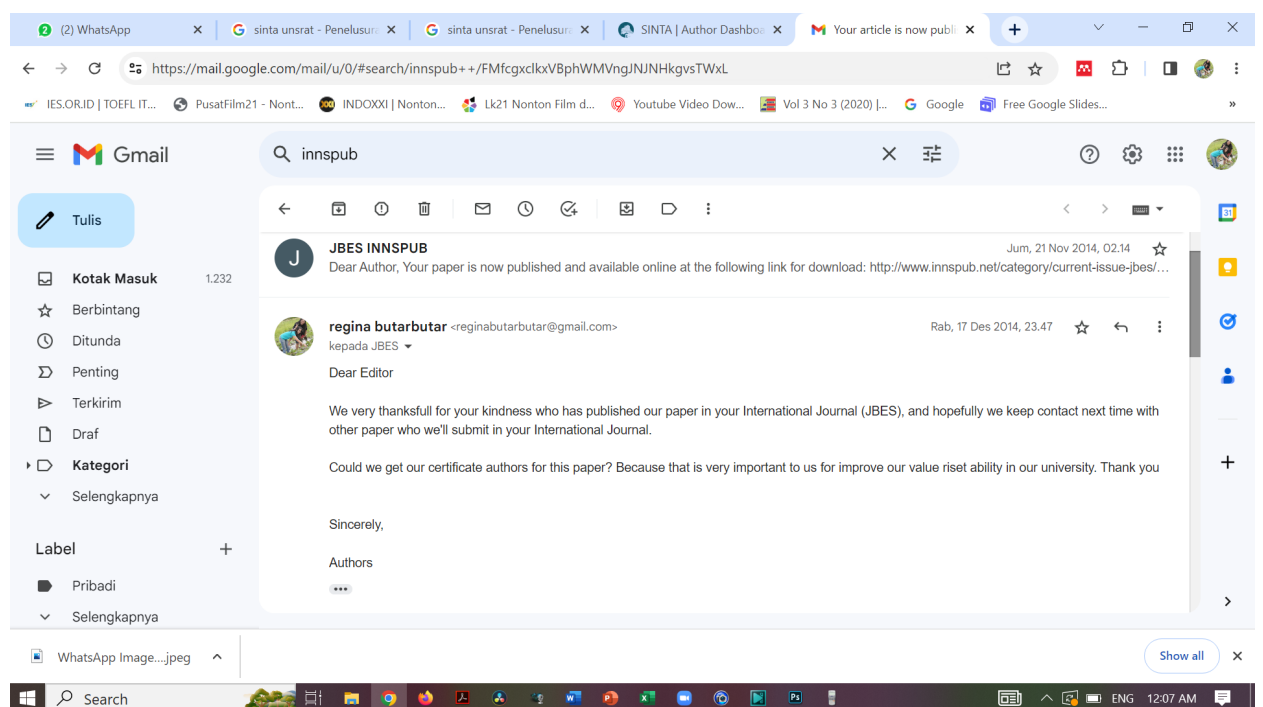 (2) WhatsApp
sinta unsrat - Penelusura
sinta unsrat - Penelusura
SINTA | Author Dashboa
Your article is now publi
https://mail.google.com/mail/u/0/#search/innspub++/FMfcgxclkxVBphWMVngJNJNHkgvsTWxL
IES.OR.ID | TOEFL IT...
PusatFilm21 - Nont...
INDOXXI | Nonton...
Lk21 Nonton Film d...
Youtube Video Dow...
Vol 3 No 3 (2020) |...
Google
Free Google Slides...
»
Gmail
innspub
Tulis
Kotak Masuk 1.232
Berbintang
Ditunda
Penting
Terkirim
Draf
Kategori
Selengkapnya
Label
Pribadi
Selengkapnya
J
JBES INNSPUB
Jum, 21 Nov 2014, 02.14
Dear Author, Your paper is now published and available online at the following link for download: http://www.innspub.net/category/current-issue-jbes/...
regina butarbutar <reginabutarbutar@gmail.com>
Rab, 17 Des 2014, 23.47
kepada JBES
Dear Editor
We very thanksfull for your kindness who has published our paper in your International Journal (JBES), and hopefully we keep contact next time with
other paper who we'll submit in your International Journal.
Could we get our certificate authors for this paper? Because that is very important to us for improve our value riset ability in our university. Thank you
Sincerely,
Authors
31
WhatsApp Image....jpeg
Show all
Search
ENG
12:07 AM